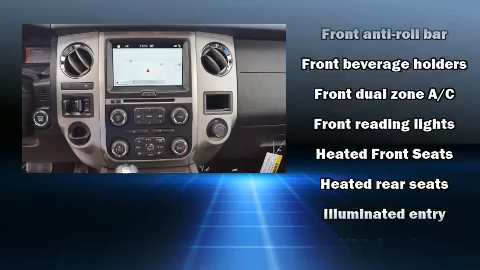 Front anti-roll bar
Front beverage holders
Front dual zone A/C
Front reading lights
Heated Front Seats
Heated rear seats
Illuminated entry